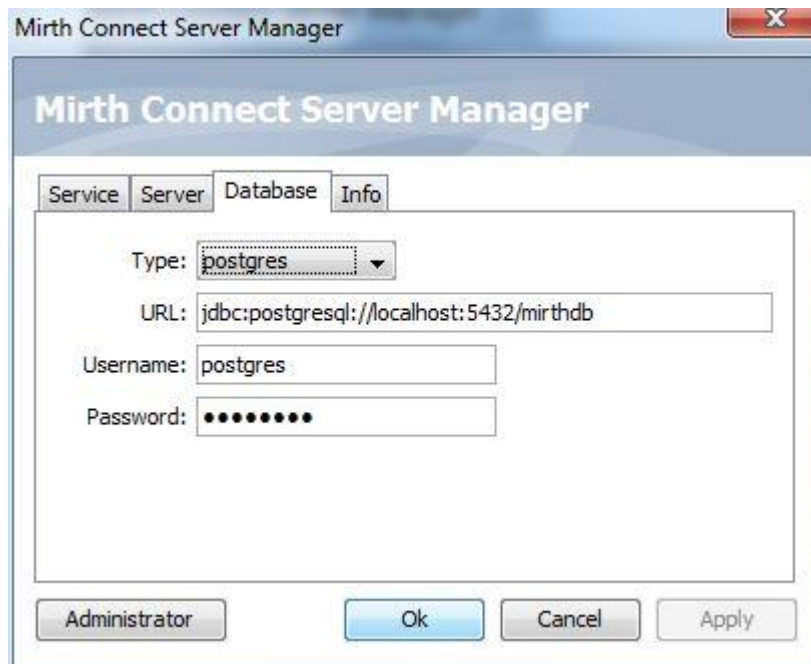 Mirth Connect Server Manager
Mirth Connect Server Manager
Service Server Database Info
Type: postgres
URL: jdbc:postgresql://localhost:5432/mirthdb
Username: postgres
Password: ●●●●●●●●
Administrator Ok Cancel Apply